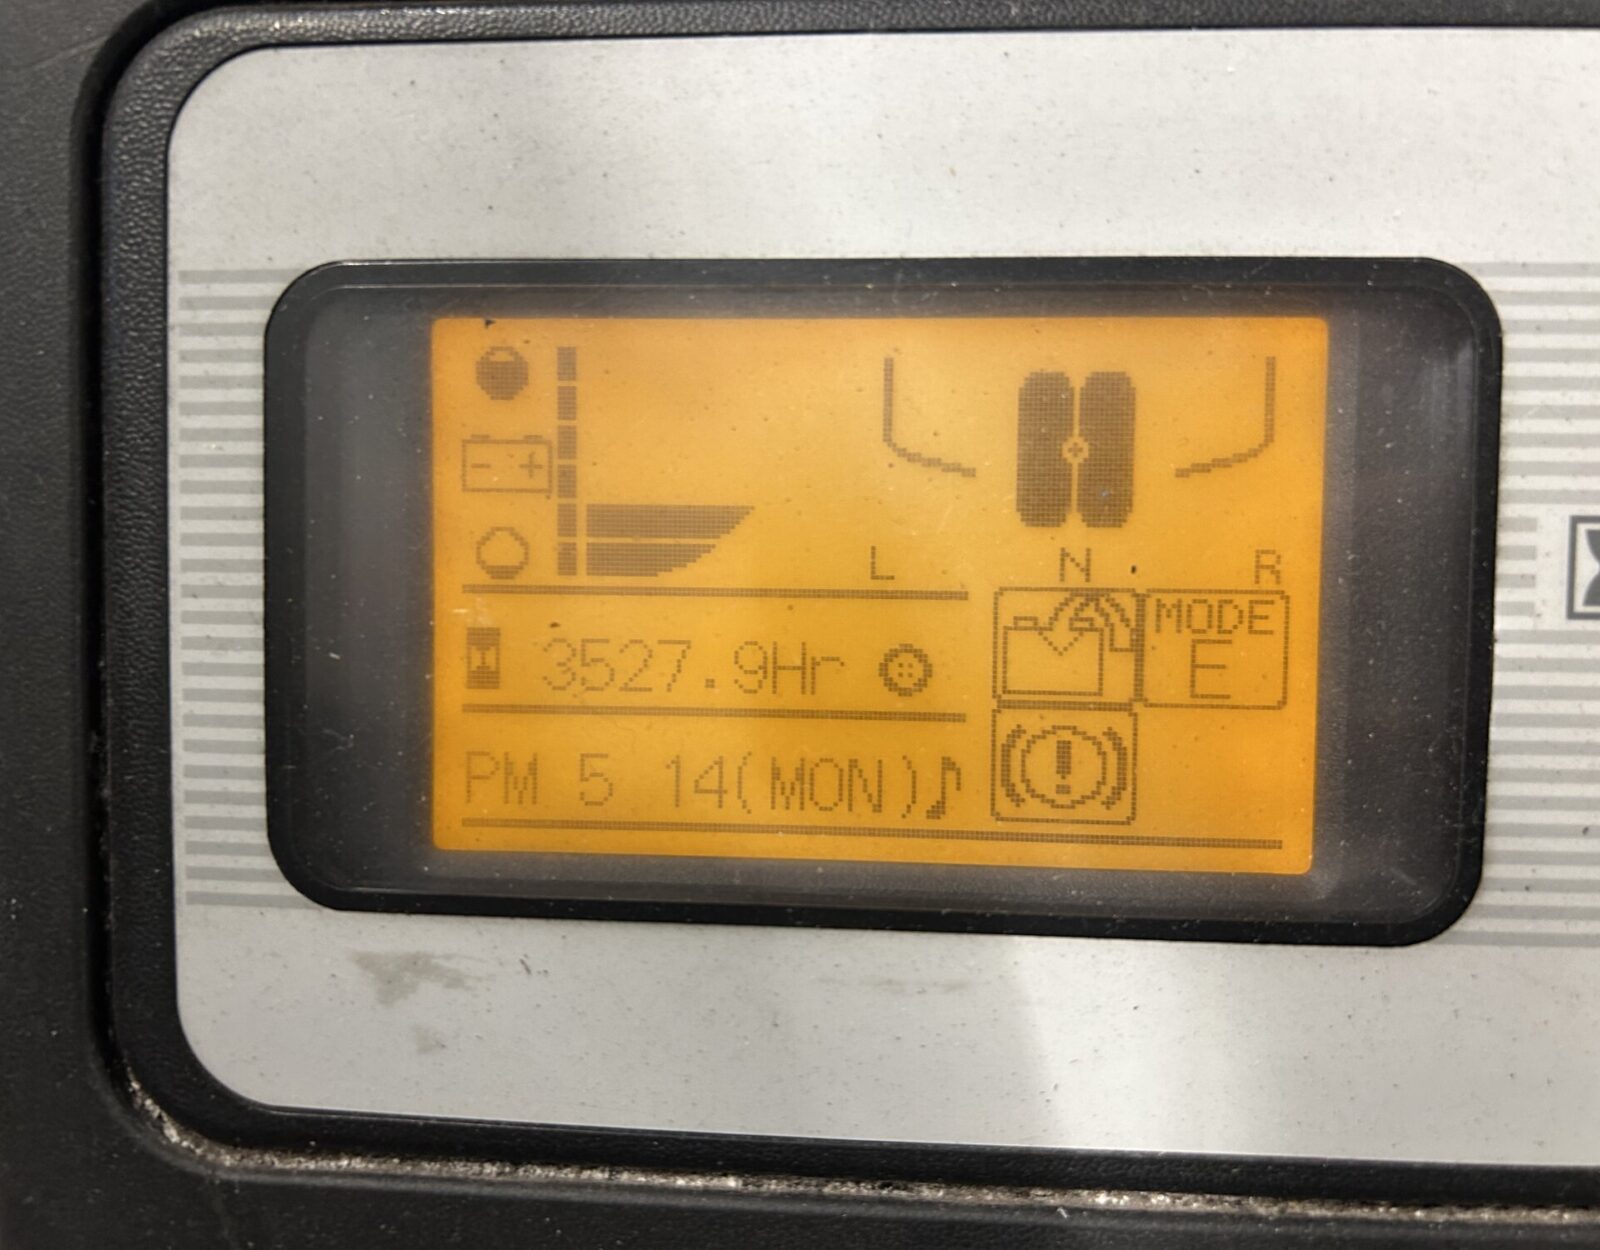 L N R
MODE
E
3527.9Hr
PM 5 14(MON)♪